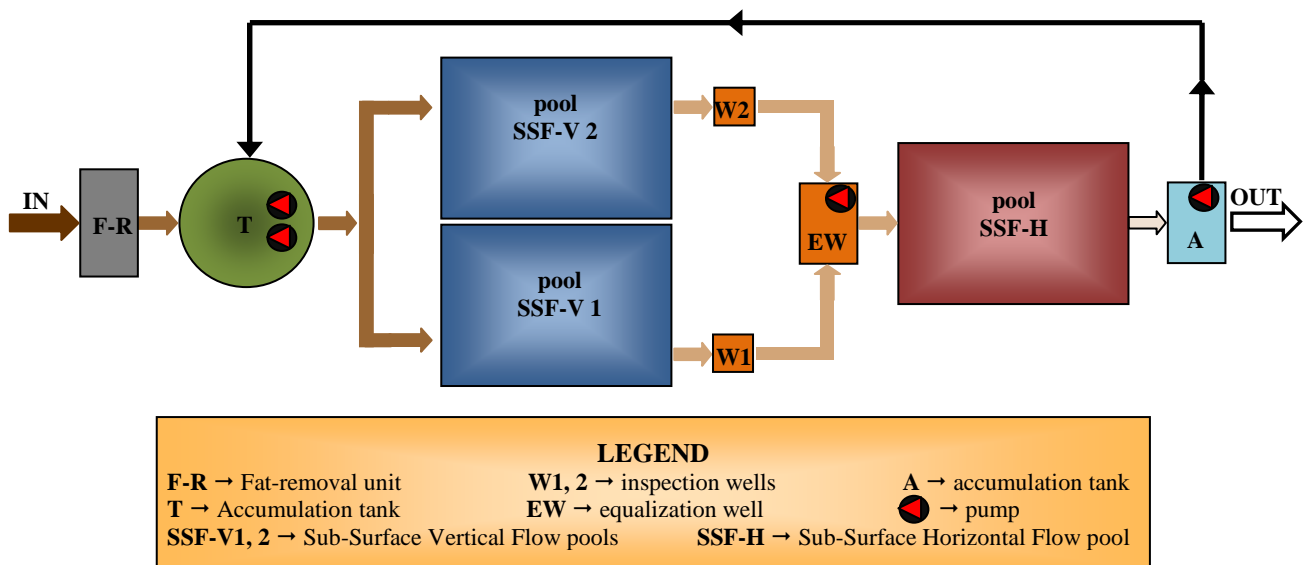 IN
F-R
T
pool
SSF-V 2
pool
SSF-V 1
W2
W1
EW
pool
SSF-H
A
OUT
LEGEND
F-R → Fat-removal unit W1, 2 → inspection wells A → accumulation tank
T → Accumulation tank EW → equalization well → pump
SSF-V1, 2 → Sub-Surface Vertical Flow pools SSF-H → Sub-Surface Horizontal Flow pool